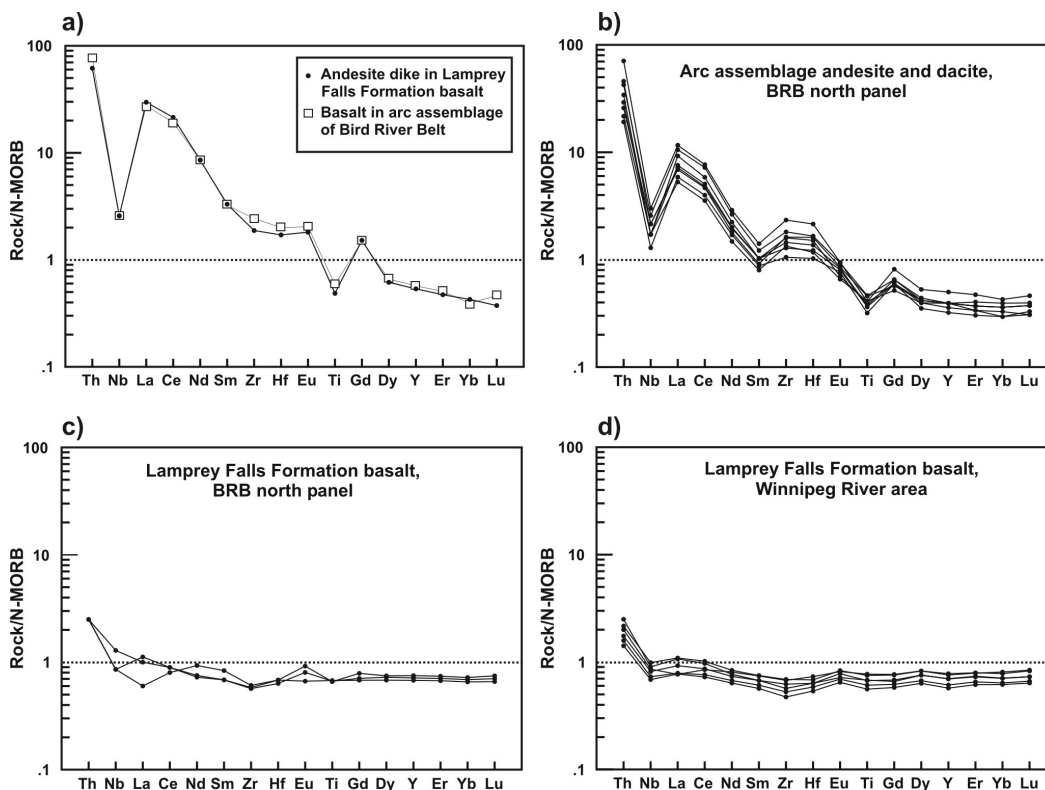 a)
100
10
1
.1
Rock/N-MORB
Andesite dike in Lamprey
Falls Formation basalt
Basalt in arc assemblage
of Bird River Belt
Th Nb La Ce Nd Sm Zr Hf Eu Ti Gd Dy Y Er Yb Lu
b)
100
10
1
.1
Rock/N-MORB
Arc assemblage andesite and dacite,
BRB north panel
Th Nb La Ce Nd Sm Zr Hf Eu Ti Gd Dy Y Er Yb Lu
c)
100
10
1
.1
Rock/N-MORB
Lamprey Falls Formation basalt,
BRB north panel
Th Nb La Ce Nd Sm Zr Hf Eu Ti Gd Dy Y Er Yb Lu
d)
100
10
1
.1
Rock/N-MORB
Lamprey Falls Formation basalt,
Winnipeg River area
Th Nb La Ce Nd Sm Zr Hf Eu Ti Gd Dy Y Er Yb Lu